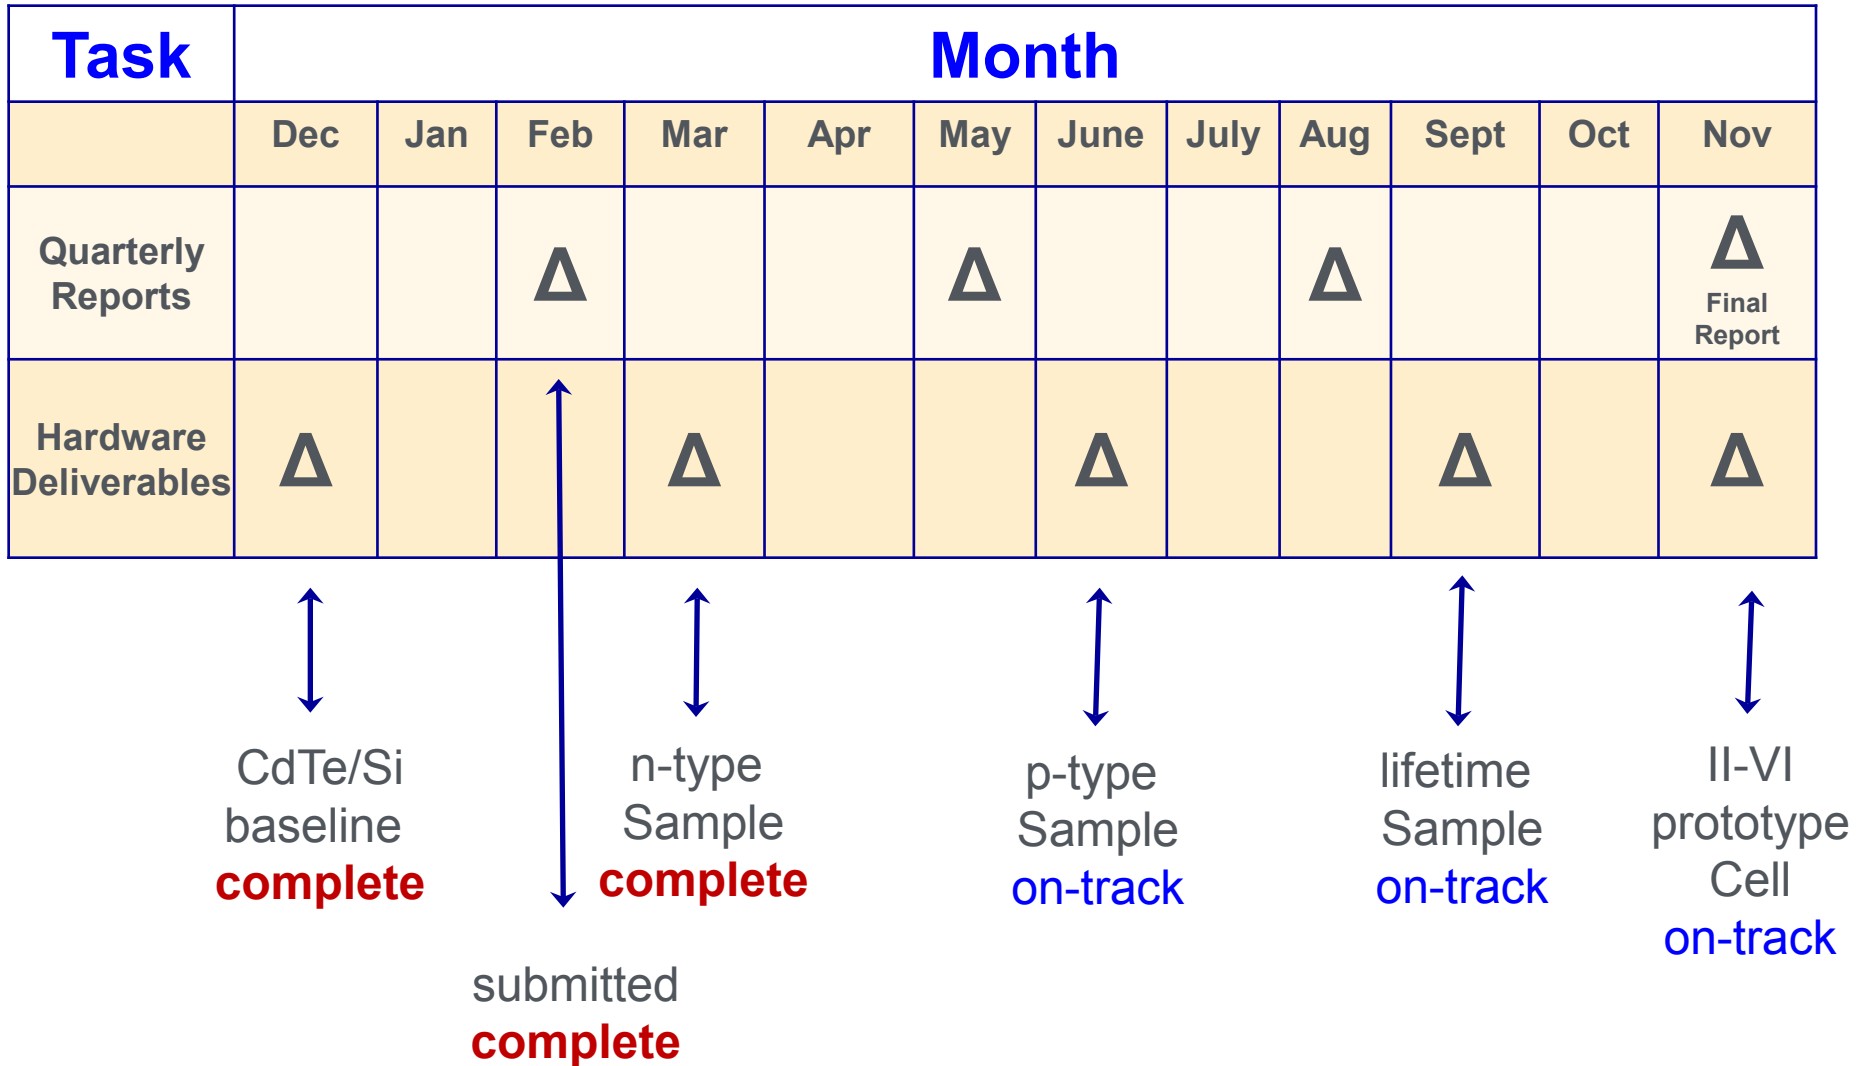 Task Month
Dec Jan Feb Mar Apr May June July Aug Sept Oct Nov
Quarterly
Reports
Δ Δ Δ Δ
Final
Report
Hardware
Deliverables
Δ Δ Δ Δ Δ
CdTe/Si
baseline
complete
submitted
complete
n-type
Sample
complete
p-type
Sample
on-track
lifetime
Sample
on-track
II-VI
prototype
Cell
on-track